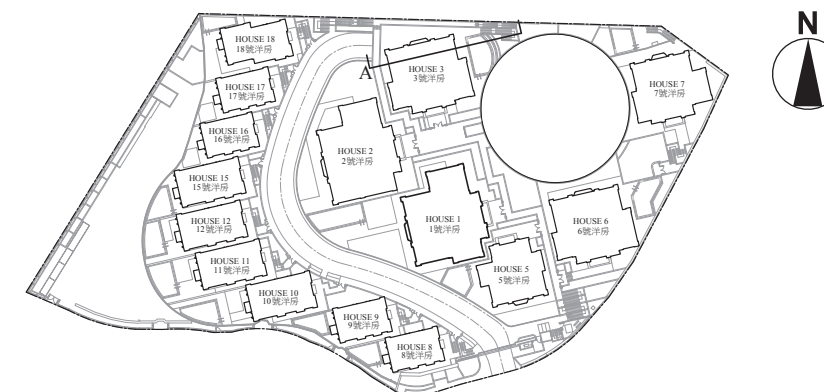 HOUSE 18
18號洋房
N
HOUSE 17
17號洋房
A
HOUSE 3
3號洋房
HOUSE 7
7號洋房
HOUSE 16
16號洋房
HOUSE 2
2號洋房
HOUSE 15
15號洋房
HOUSE 12
12號洋房
HOUSE 1
1號洋房
HOUSE 6
6號洋房
HOUSE 11
11號洋房
HOUSE 5
5號洋房
HOUSE 10
10號洋房
HOUSE 9
9號洋房
HOUSE 8
8號洋房